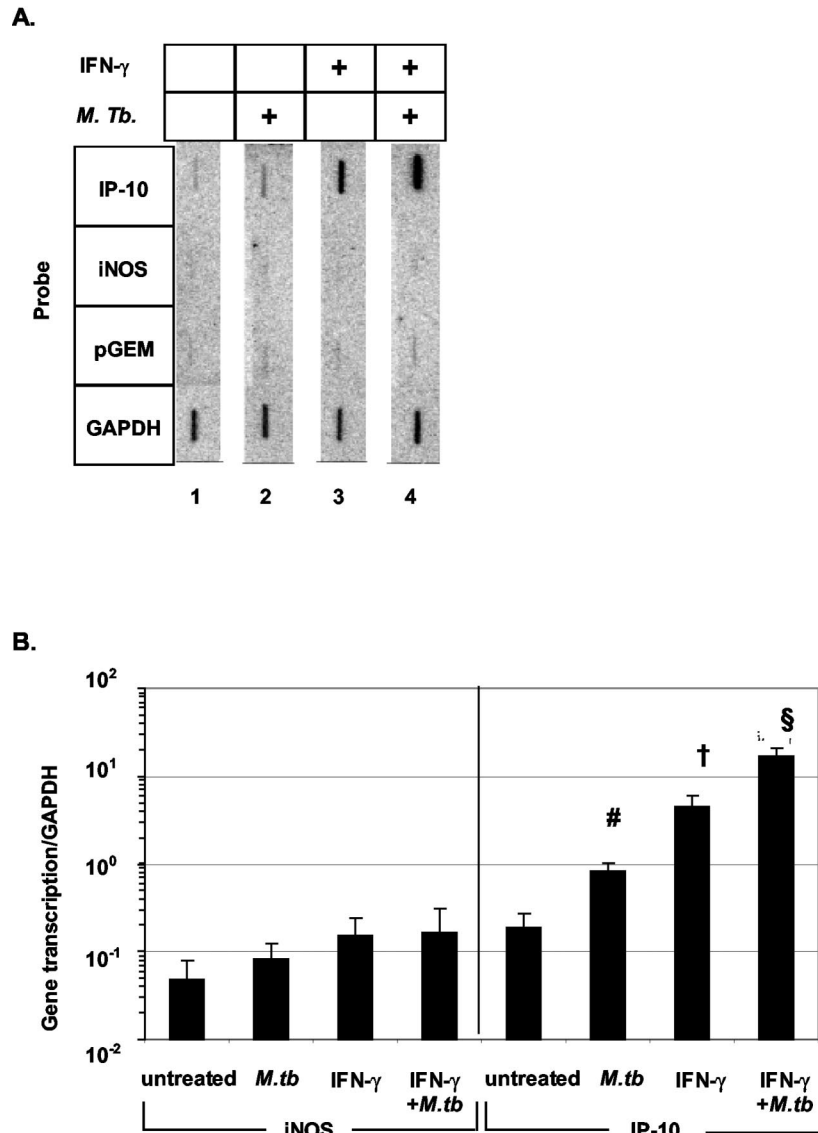 A.
IFN-γ + +
M. Tb. + +
Probe
IP-10
iNOS
pGEM
GAPDH
1 2 3 4
B.
Gene transcription/GAPDH
10²
10¹
10⁰
10⁻¹
10⁻²
# † §
untreated M.tb IFN-γ IFN-γ +M.tb untreated M.tb IFN-γ IFN-γ +M.tb
iNOS IP-10